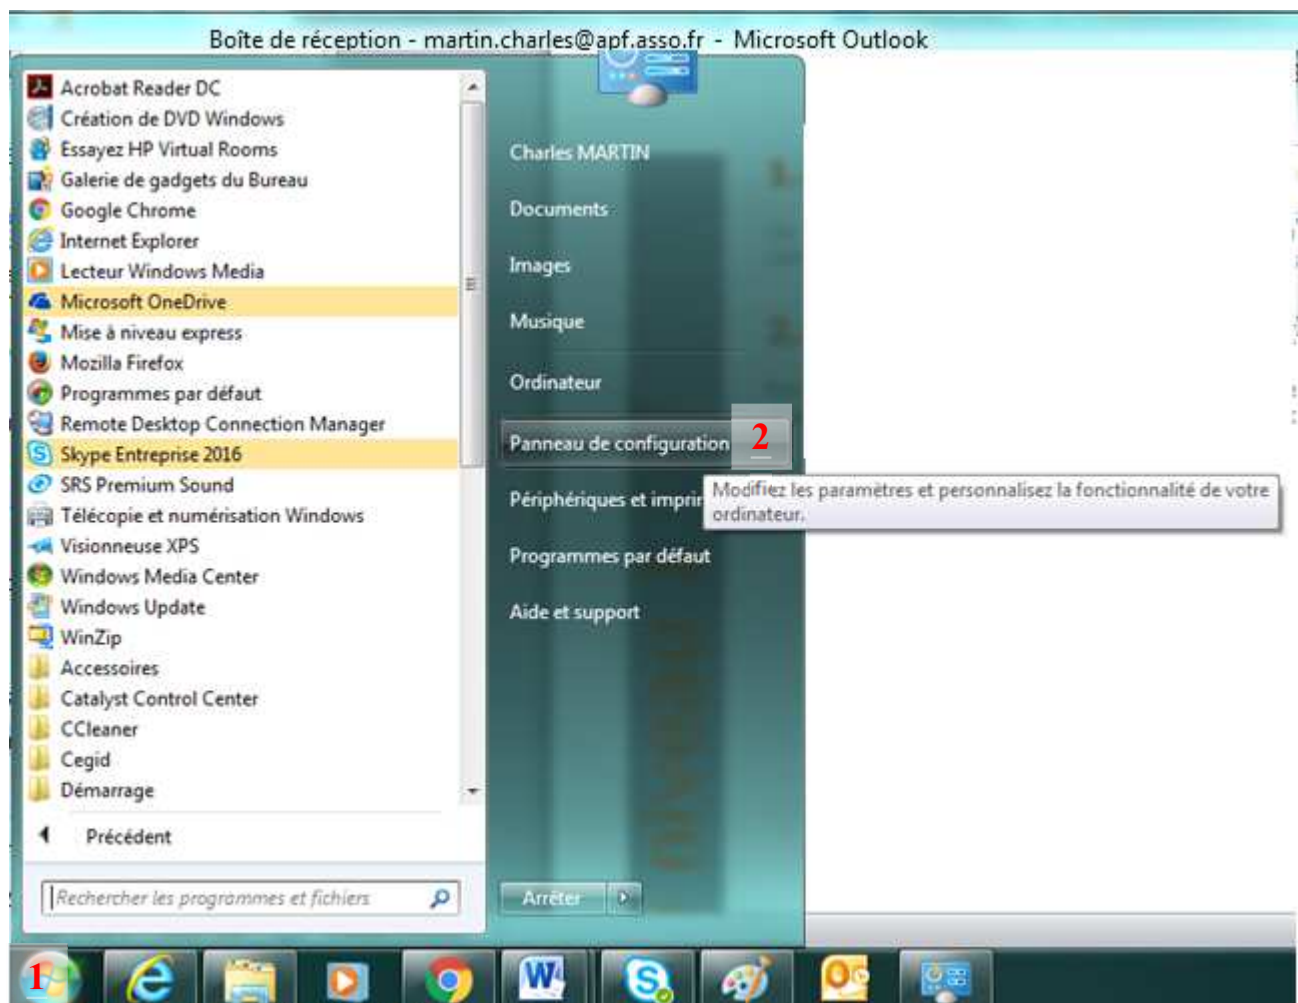 Boîte de réception - martin.charles@apf.asso.fr - Microsoft Outlook
Acrobat Reader DC
Création de DVD Windows
Essayez HP Virtual Rooms
Galerie de gadgets du Bureau
Google Chrome
Internet Explorer
Lecteur Windows Media
Microsoft OneDrive
Mise à niveau express
Mozilla Firefox
Programmes par défaut
Remote Desktop Connection Manager
Skype Entreprise 2016
SRS Premium Sound
Télécopie et numérisation Windows
Visionneuse XPS
Windows Media Center
Windows Update
WinZip
Accessoires
Catalyst Control Center
CCleaner
Cegid
Démarrage
Précédent
Rechercher les programmes et fichiers
Charles MARTIN
Documents
Images
Musique
Ordinateur
Panneau de configuration 2
Périphériques et impri
Modifiez les paramètres et personnalisez la fonctionnalité de votre
ordinateur.
Programmes par défaut
Aide et support
Arrêter
1